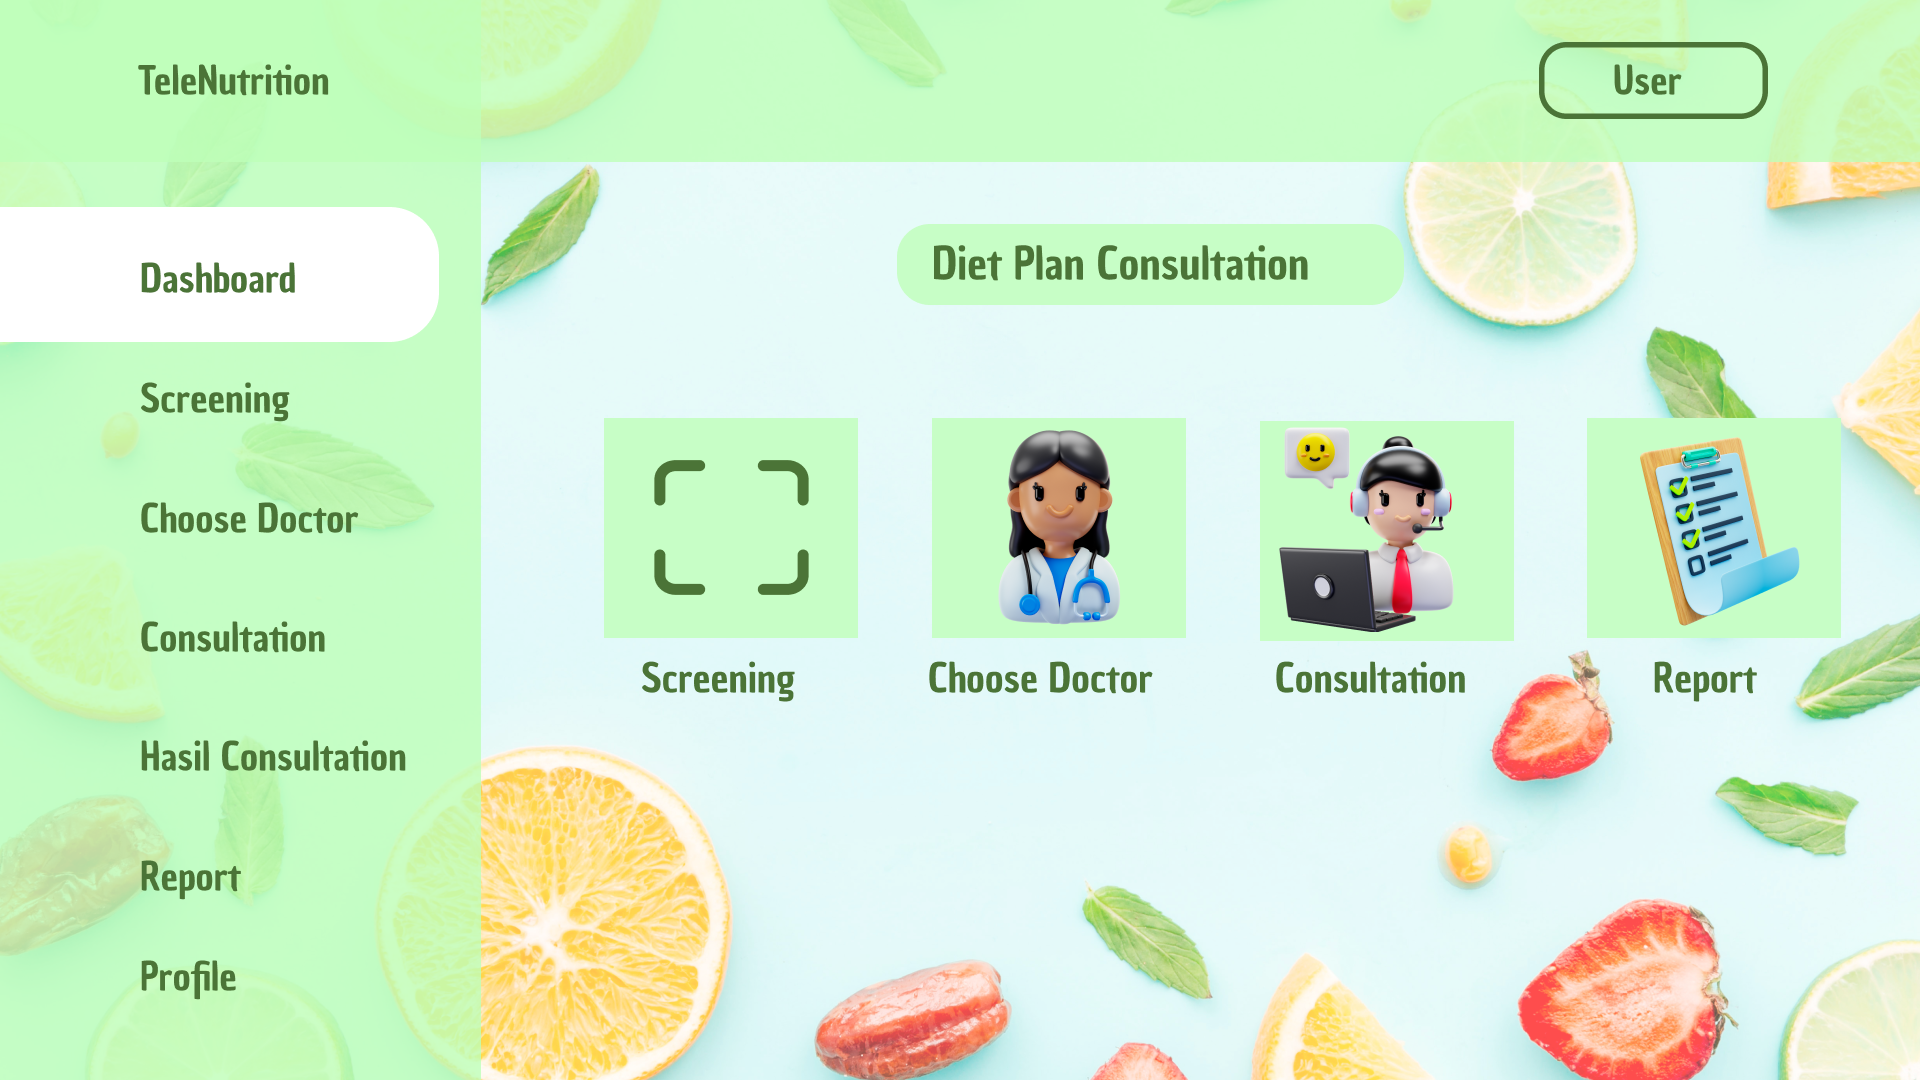 TeleNutrition
User
Dashboard
Screening
Choose Doctor
Consultation
Hasil Consultation
Report
Profile
Diet Plan Consultation
Screening
Choose Doctor
Consultation
Report